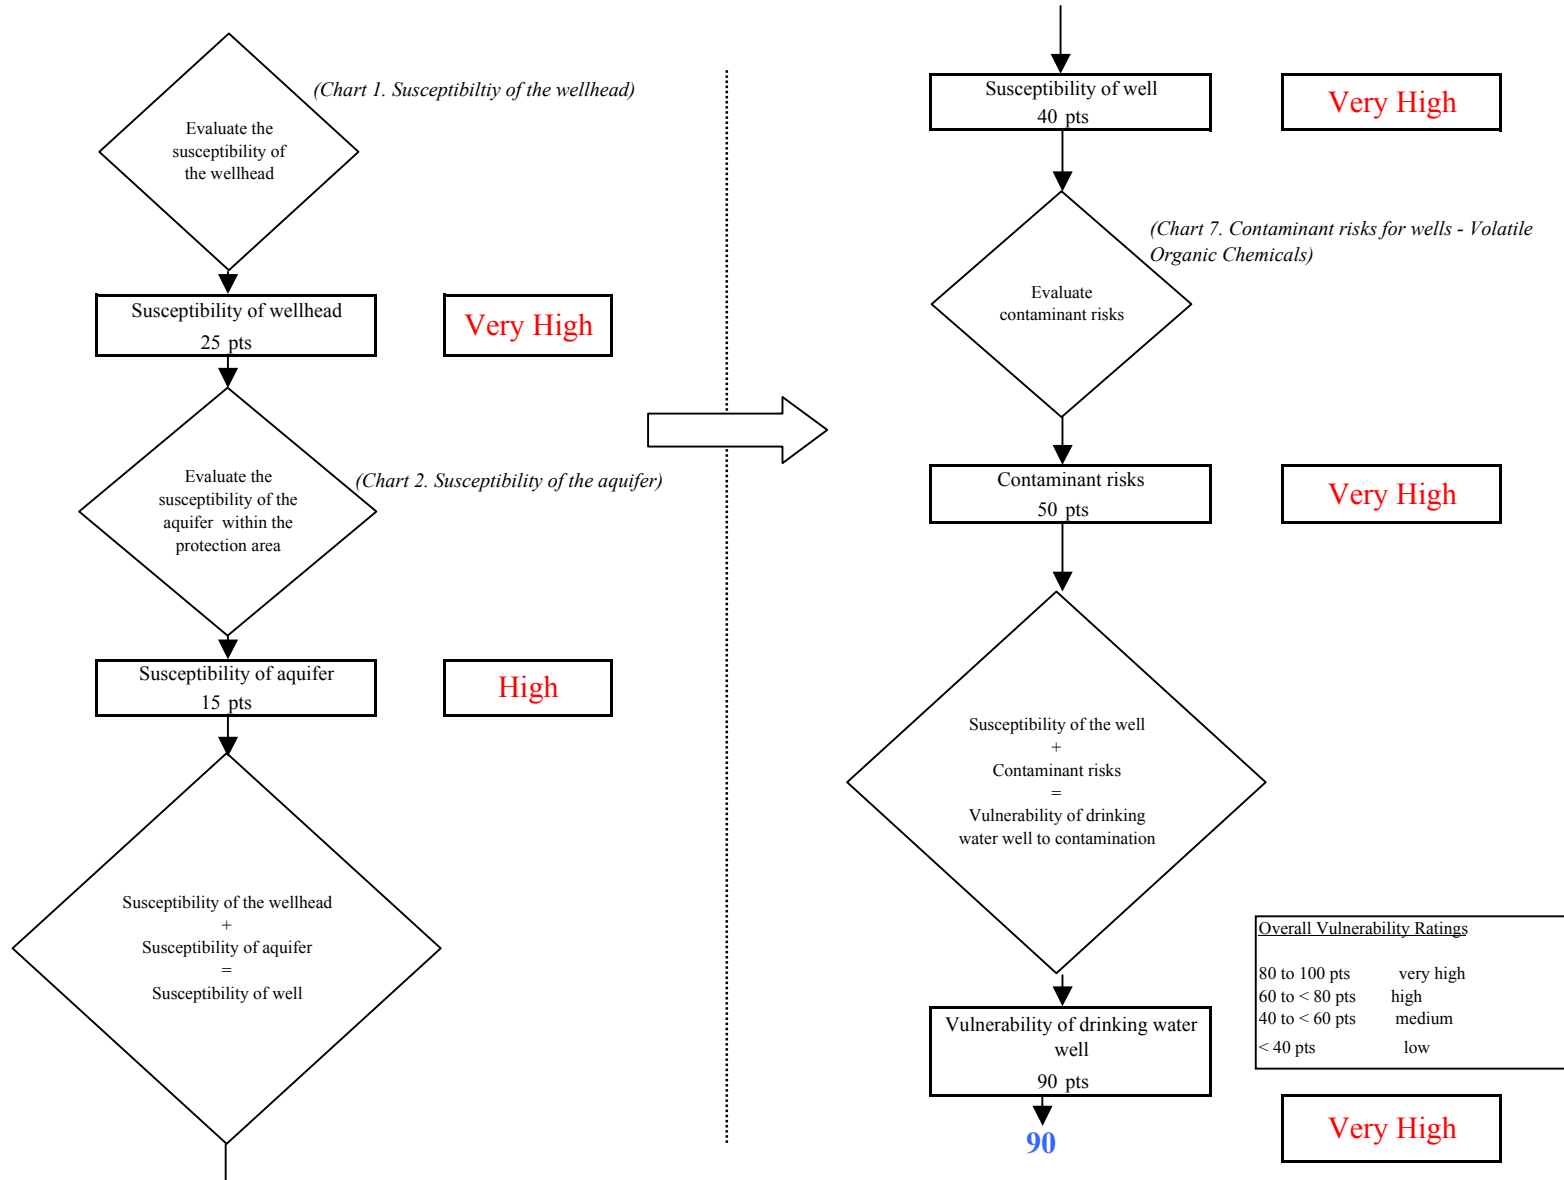 (Chart 1. Susceptibiltiy of the wellhead)
Evaluate the
susceptibility of
the wellhead
Susceptibility of wellhead
25 pts
Very High
Evaluate the
susceptibility of the
aquifer within the
protection area
(Chart 2. Susceptibility of the aquifer)
Susceptibility of aquifer
15 pts
High
Susceptibility of the wellhead
+
Susceptibility of aquifer
=
Susceptibility of well
Susceptibility of well
40 pts
Very High
(Chart 7. Contaminant risks for wells - Volatile
Organic Chemicals)
Evaluate
contaminant risks
Contaminant risks
50 pts
Very High
Susceptibility of the well
+
Contaminant risks
=
Vulnerability of drinking
water well to contamination
Overall Vulnerability Ratings
80 to 100 pts very high
60 to < 80 pts high
40 to < 60 pts medium
< 40 pts low
Vulnerability of drinking water
well
90 pts
90
Very High